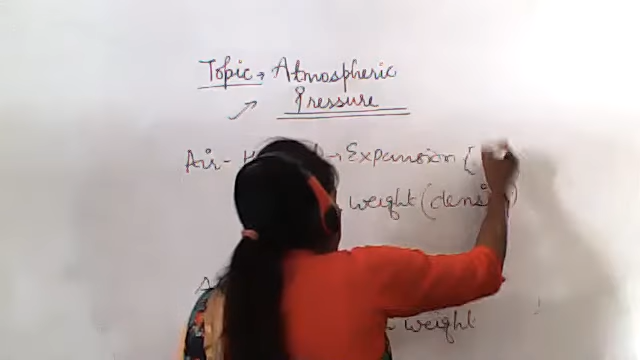 Topic → Atmospheric
Pressure
Air - → Expansion {
weight (dens
weight